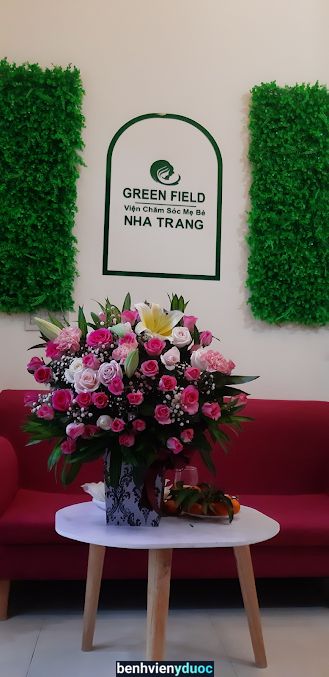 GREEN FIELD
Viện Chăm Sóc Mẹ Bé
NHA TRANG
benhvienyduoc